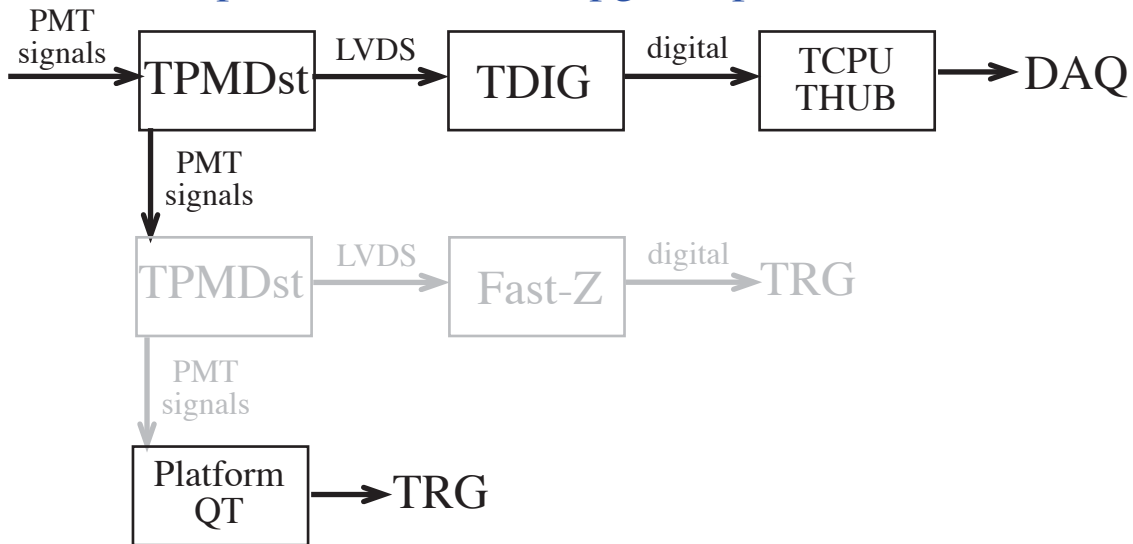 PMT
signals
TPMDst
LVDS
TDIG
digital
TCPU
THUB
DAQ
PMT
signals
TPMDst
LVDS
Fast-Z
digital
TRG
PMT
signals
Platform
QT
TRG